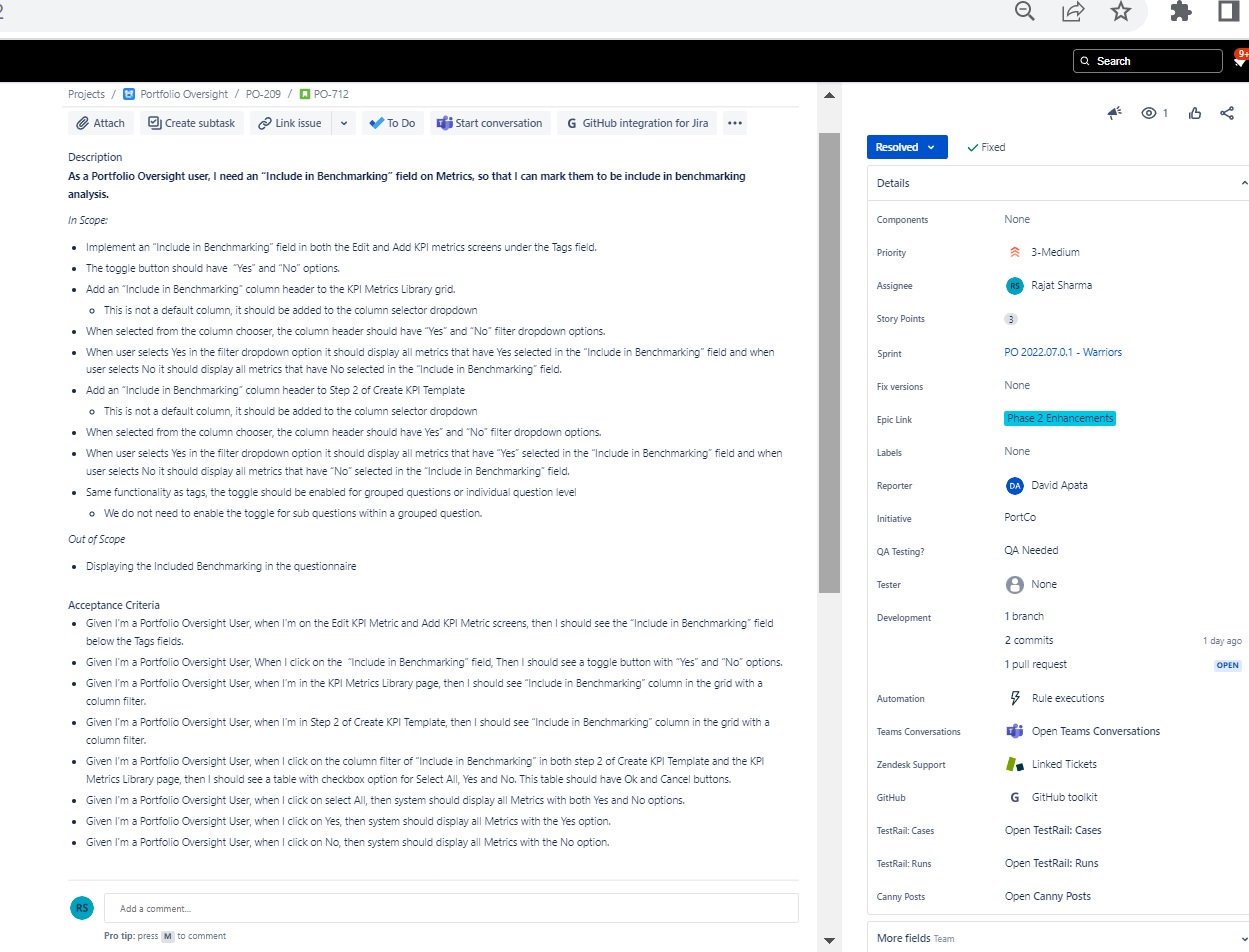 2
Search
9+
Projects / Portfolio Oversight / PO-209 / PO-712
1
Attach Create subtask Link issue To Do Start conversation GitHub integration for Jira •••
Resolved Fixed
Description
As a Portfolio Oversight user, I need an "Include in Benchmarking" field on Metrics, so that I can mark them to be include in benchmarking
analysis.
In Scope:
• Implement an "Include in Benchmarking" field in both the Edit and Add KPI metrics screens under the Tags field.
• The toggle button should have "Yes" and "No" options.
• Add an "Include in Benchmarking" column header to the KPI Metrics Library grid.
This is not a default column, it should be added to the column selector dropdown
• When selected from the column chooser, the column header should have "Yes" and "No" filter dropdown options.
• When user selects Yes in the filter dropdown option it should display all metrics that have Yes selected in the "Include in Benchmarking" field and when
user selects No it should display all metrics that have No selected in the "Include in Benchmarking" field.
• Add an "Include in Benchmarking" column header to Step 2 of Create KPI Template
This is not a default column, it should be added to the column selector dropdown
• When selected from the column chooser, the column header should have Yes" and "No" filter dropdown options.
• When user selects Yes in the filter dropdown option it should display all metrics that have "Yes" selected in the "Include in Benchmarking" field and when
user selects No it should display all metrics that have "No" selected in the "Include in Benchmarking" field.
• Same functionality as tags, the toggle should be enabled for grouped questions or individual question level
We do not need to enable the toggle for sub questions within a grouped question.
Out of Scope
• Displaying the Included Benchmarking in the questionnaire
Acceptance Criteria
• Given I'm a Portfolio Oversight User, when I'm on the Edit KPI Metric and Add KPI Metric screens, then I should see the "Include in Benchmarking" field
below the Tags fields.
• Given I'm a Portfolio Oversight User, When I click on the "Include in Benchmarking" field, Then I should see a toggle button with "Yes" and "No" options.
• Given I'm a Portfolio Oversight User, when I'm in the KPI Metrics Library page, then I should see "Include in Benchmarking" column in the grid with a
column filter.
• Given I'm a Portfolio Oversight User, when I'm in Step 2 of Create KPI Template, then I should see "Include in Benchmarking" column in the grid with a
column filter.
• Given I'm a Portfolio Oversight User, when I click on the column filter of "Include in Benchmarking" in both step 2 of Create KPI Template and the KPI
Metrics Library page, then I should see a table with checkbox option for Select All, Yes and No. This table should have Ok and Cancel buttons.
• Given I'm a Portfolio Oversight User, when I click on select All, then system should display all Metrics with both Yes and No options.
• Given I'm a Portfolio Oversight User, when I click on Yes, then system should display all Metrics with the Yes option.
• Given I'm a Portfolio Oversight User, when I click on No, then system should display all Metrics with the No option.
RS Add a comment...
Pro tip: press M to comment
Details
Components None
Priority 3-Medium
Assignee RS Rajat Sharma
Story Points 3
Sprint PO 2022.07.0.1 - Warriors
Fix versions None
Epic Link Phase 2 Enhancements
Labels None
Reporter DA David Apata
Initiative PortCo
QA Testing? QA Needed
Tester None
Development 1 branch
2 commits 1 day ago
1 pull request OPEN
Automation Rule executions
Teams Conversations Open Teams Conversations
Zendesk Support Linked Tickets
GitHub G GitHub toolkit
TestRail: Cases Open TestRail: Cases
TestRail: Runs Open TestRail: Runs
Canny Posts Open Canny Posts
More fields Team